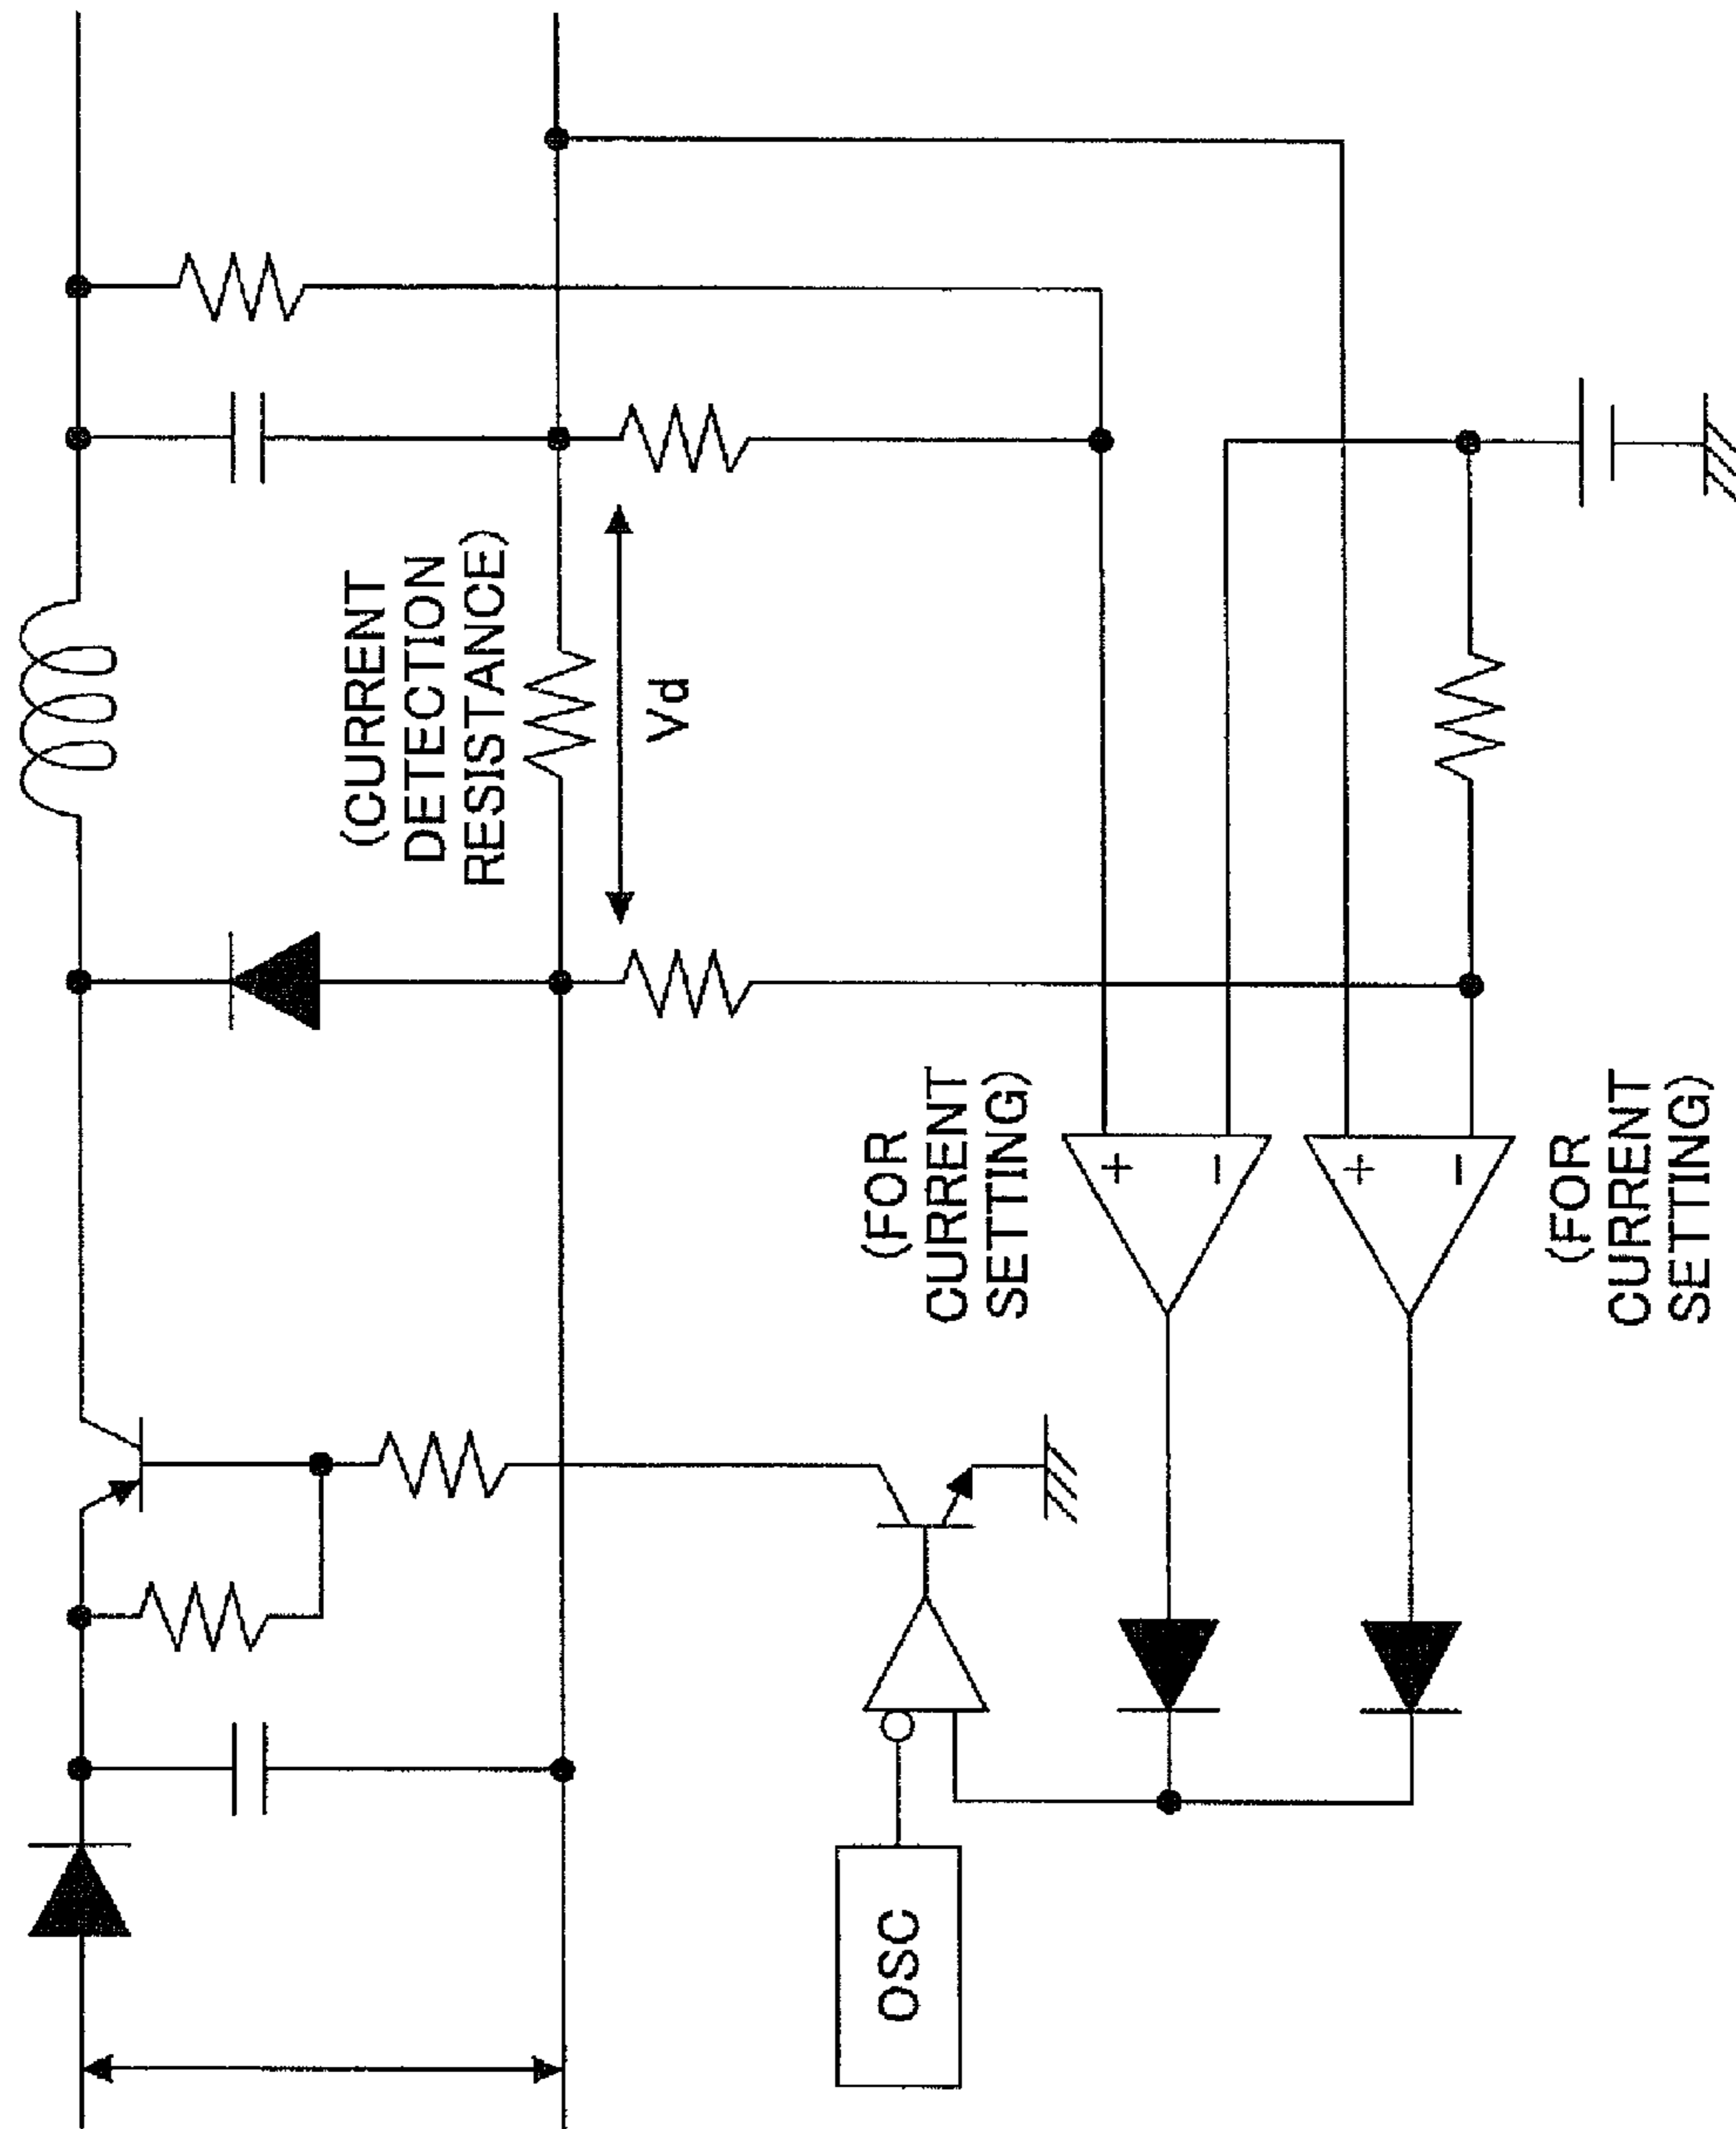 (CURRENT
DETECTION
RESISTANCE)
Vd
(FOR
CURRENT
SETTING)
+
−
+
−
(FOR
CURRENT
SETTING)
OSC